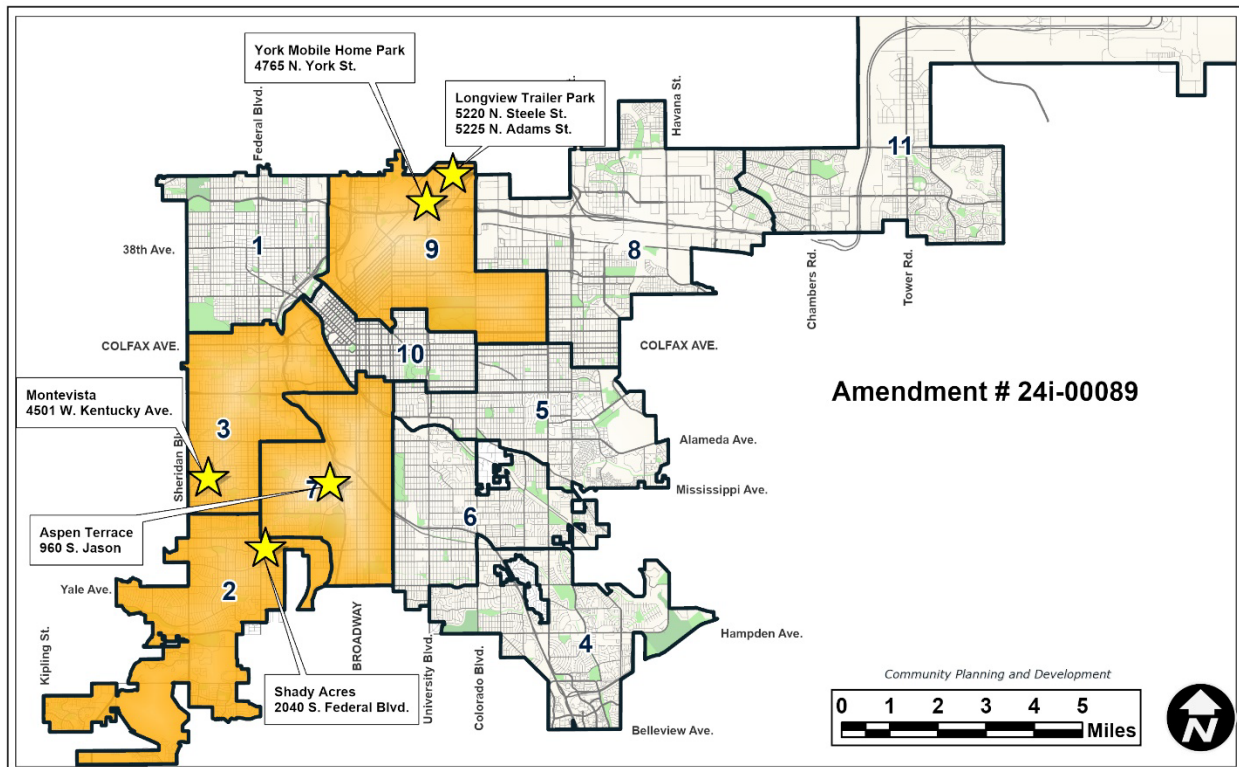 York Mobile Home Park
4765 N. York St.
Longview Trailer Park
5220 N. Steele St.
5225 N. Adams St.
Federal Blvd.
Havana St.
11
1
9
8
38th Ave.
Chambers Rd.
Tower Rd.
COLFAX AVE.
10
COLFAX AVE.
Montevista
4501 W. Kentucky Ave.
Amendment # 24i-00089
3
5
Alameda Ave.
Sheridan Bl
7
Mississippi Ave.
6
Aspen Terrace
960 S. Jason
2
Yale Ave.
Kipling St.
BROADWAY
University Blvd.
Colorado Blvd.
4
Hampden Ave.
Shady Acres
2040 S. Federal Blvd.
Belleview Ave.
Community Planning and Development
0 1 2 3 4 5
Miles
N